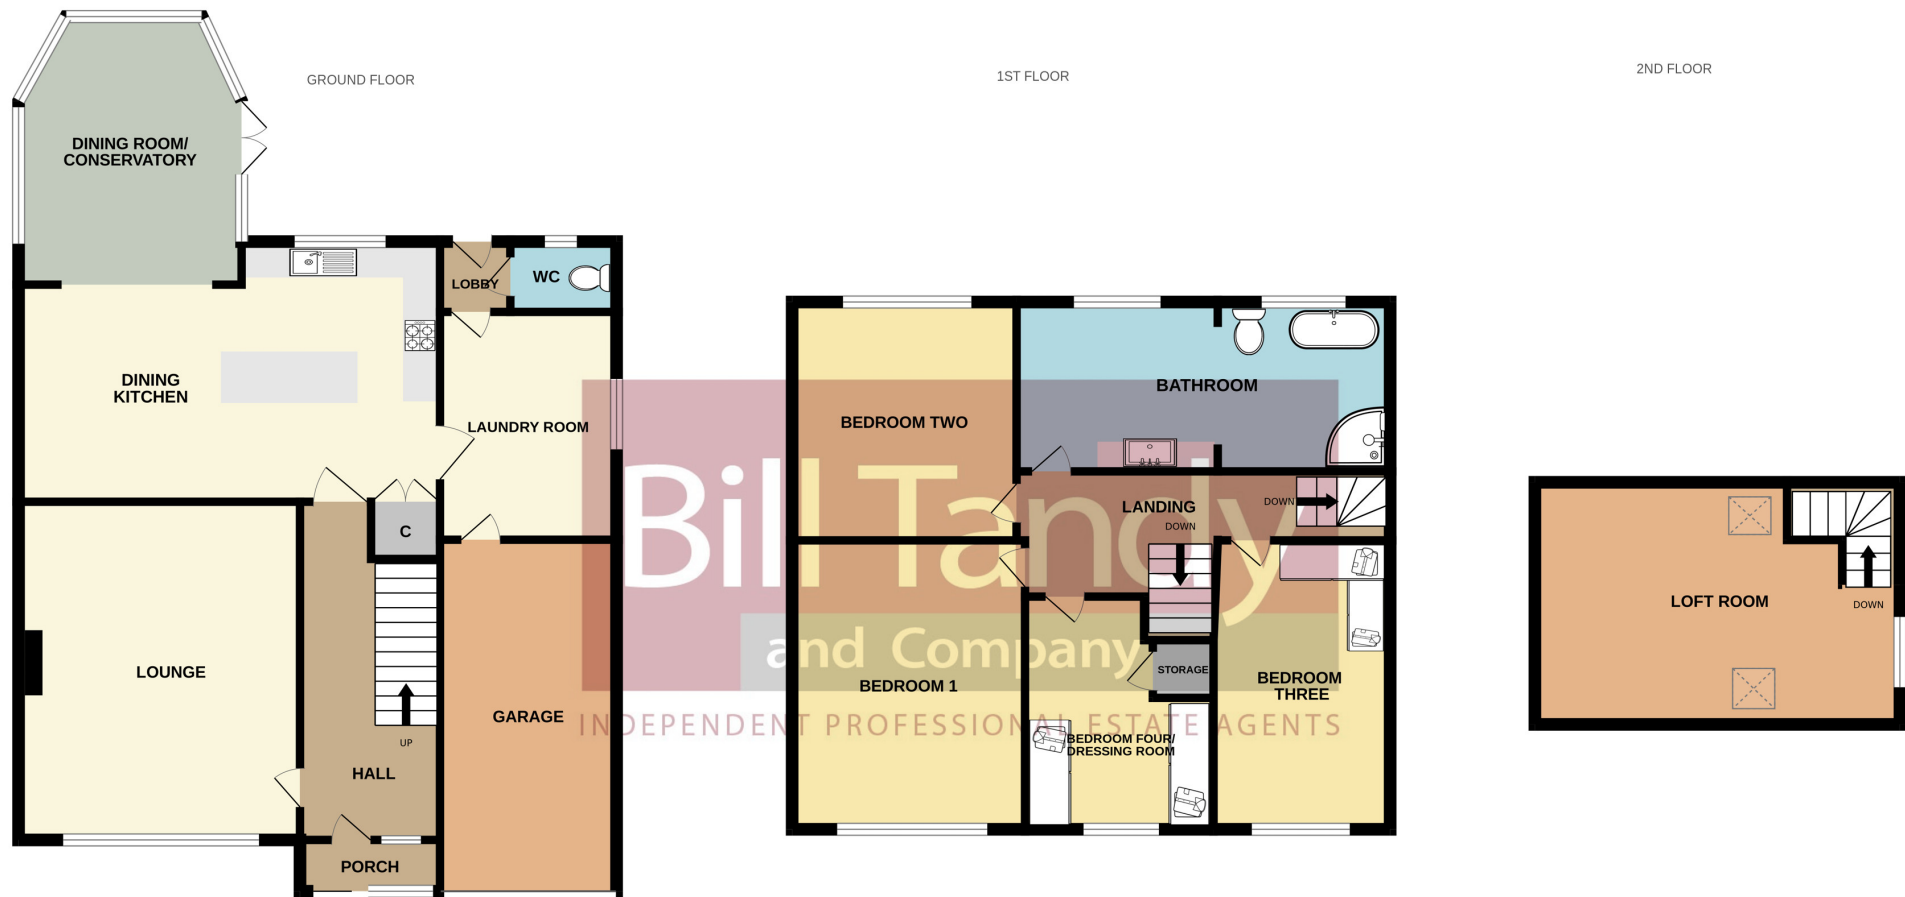 GROUND FLOOR
1ST FLOOR
2ND FLOOR
DINING ROOM/
CONSERVATORY
LOBBY
WC
DINING
KITCHEN
LAUNDRY ROOM
C
LOUNGE
GARAGE
UP
HALL
PORCH
BATHROOM
BEDROOM TWO
LANDING
DOWN
DOWN
STORAGE
BEDROOM 1
BEDROOM
THREE
BEDROOM FOUR/
DRESSING ROOM
LOFT ROOM
DOWN
Bill Tandy
and Company
INDEPENDENT PROFESSIONAL ESTATE AGENTS